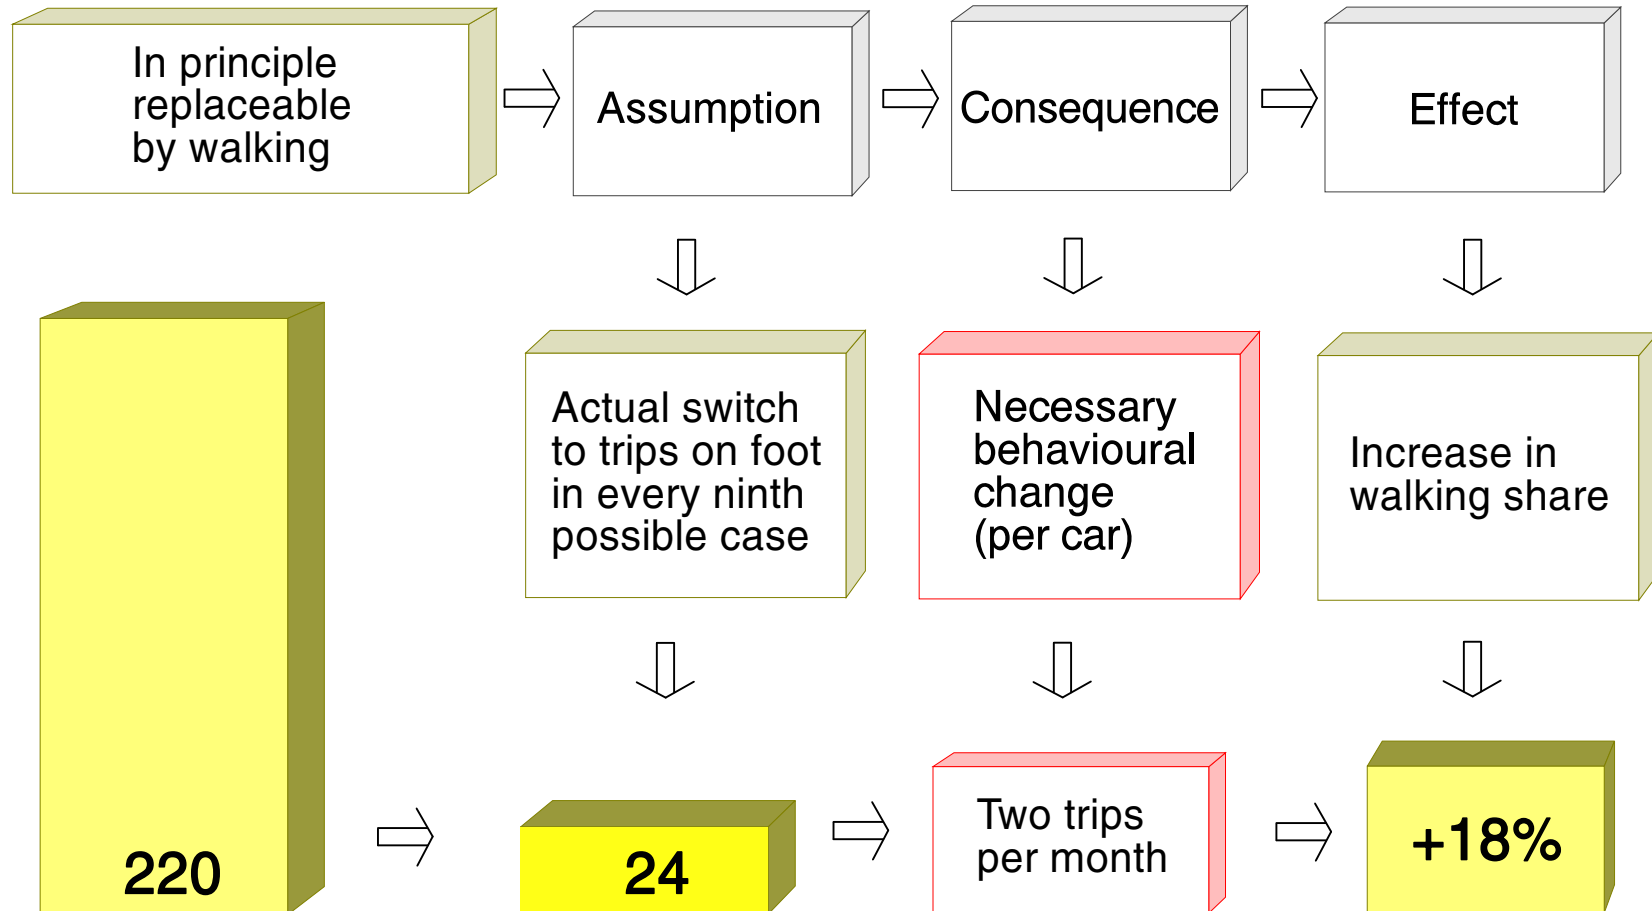 In principle
replaceable
by walking
Assumption
Consequence
Effect
Actual switch
to trips on foot
in every ninth
possible case
Necessary
behavioural
change
(per car)
Increase in
walking share
220
24
Two trips
per month
+18%